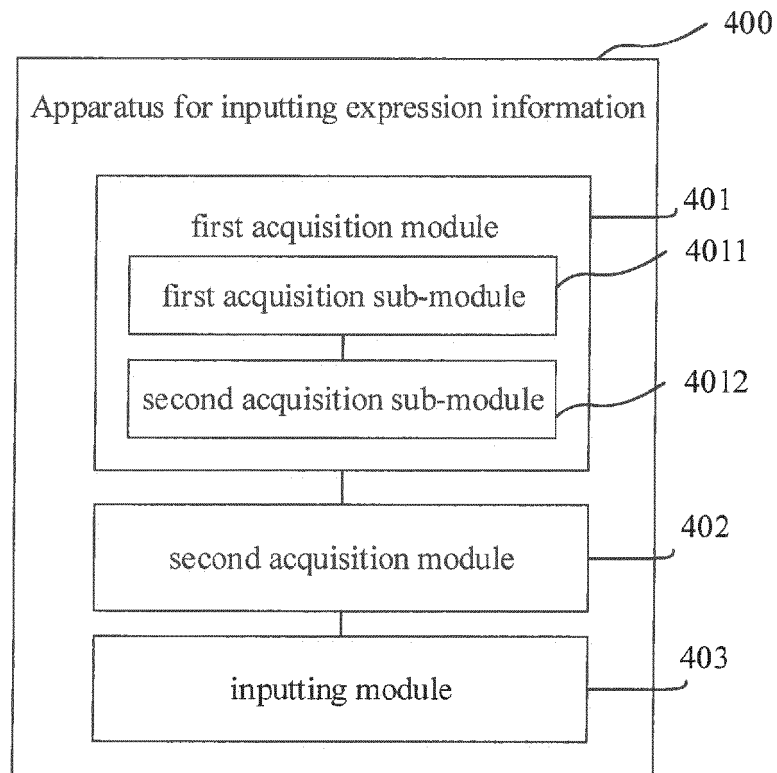 400
Apparatus for inputting expression information
401
first acquisition module
4011
first acquisition sub-module
4012
second acquisition sub-module
402
second acquisition module
403
inputting module